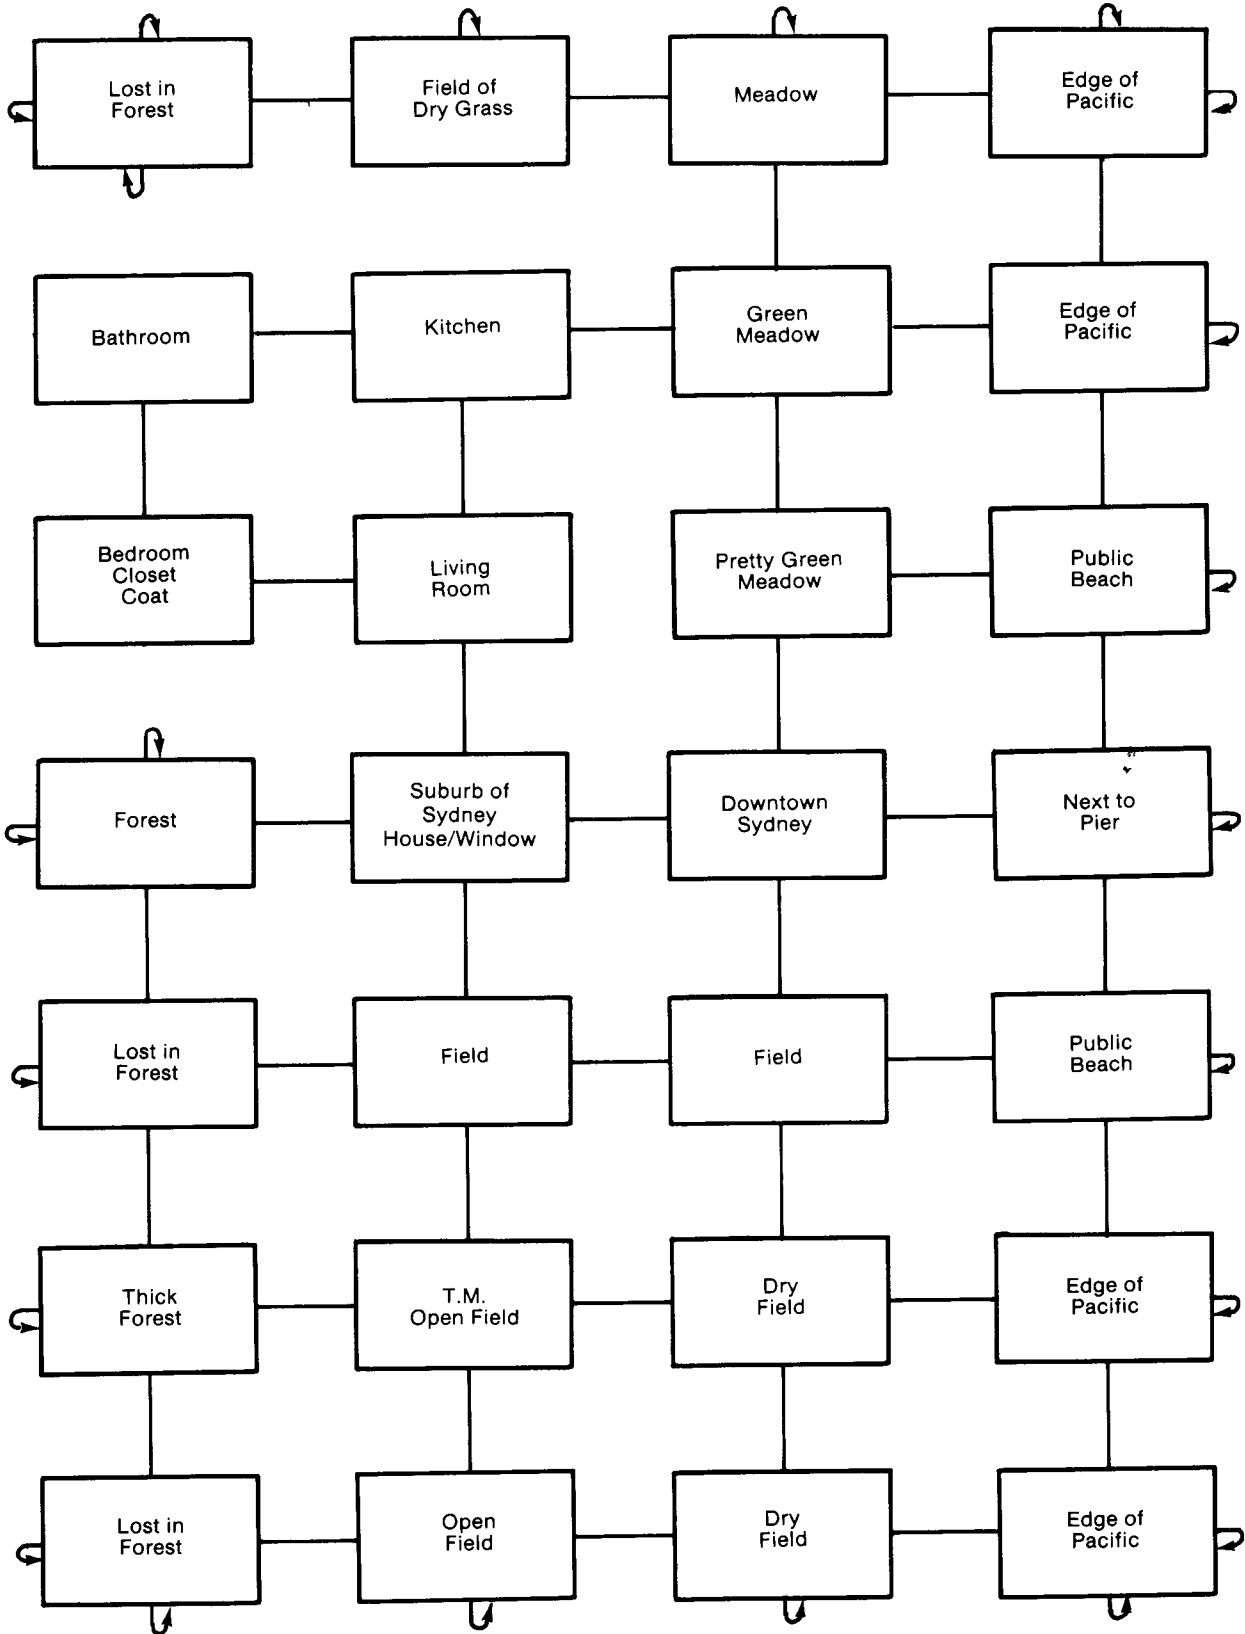 Lost in
Forest
Field of
Dry Grass
Meadow
Edge of
Pacific
Bathroom
Kitchen
Green
Meadow
Edge of
Pacific
Bedroom
Closet
Coat
Living
Room
Pretty Green
Meadow
Public
Beach
Forest
Suburb of
Sydney
House/Window
Downtown
Sydney
Next to
Pier
Lost in
Forest
Field
Field
Public
Beach
Thick
Forest
T.M.
Open Field
Dry
Field
Edge of
Pacific
Lost in
Forest
Open
Field
Dry
Field
Edge of
Pacific